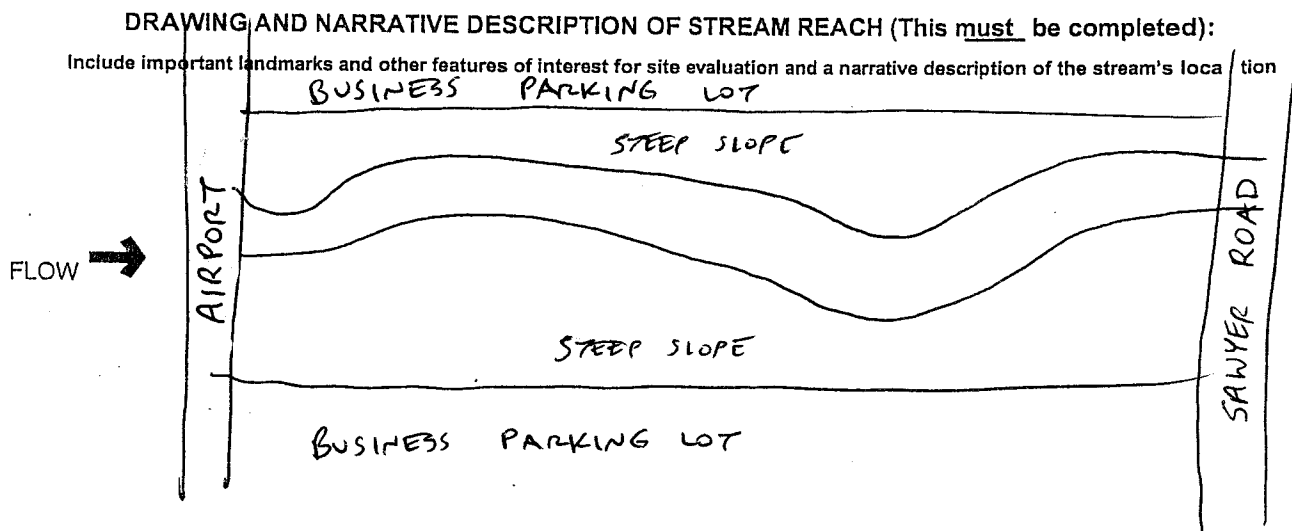 DRAWING AND NARRATIVE DESCRIPTION OF STREAM REACH (This must be completed):
Include important landmarks and other features of interest for site evaluation and a narrative description of the stream's loca tion
BUSINESS PARKING LOT
STEEP SLOPE
AIRPORT
FLOW
SAWYER ROAD
STEEP SLOPE
BUSINESS PARKING LOT